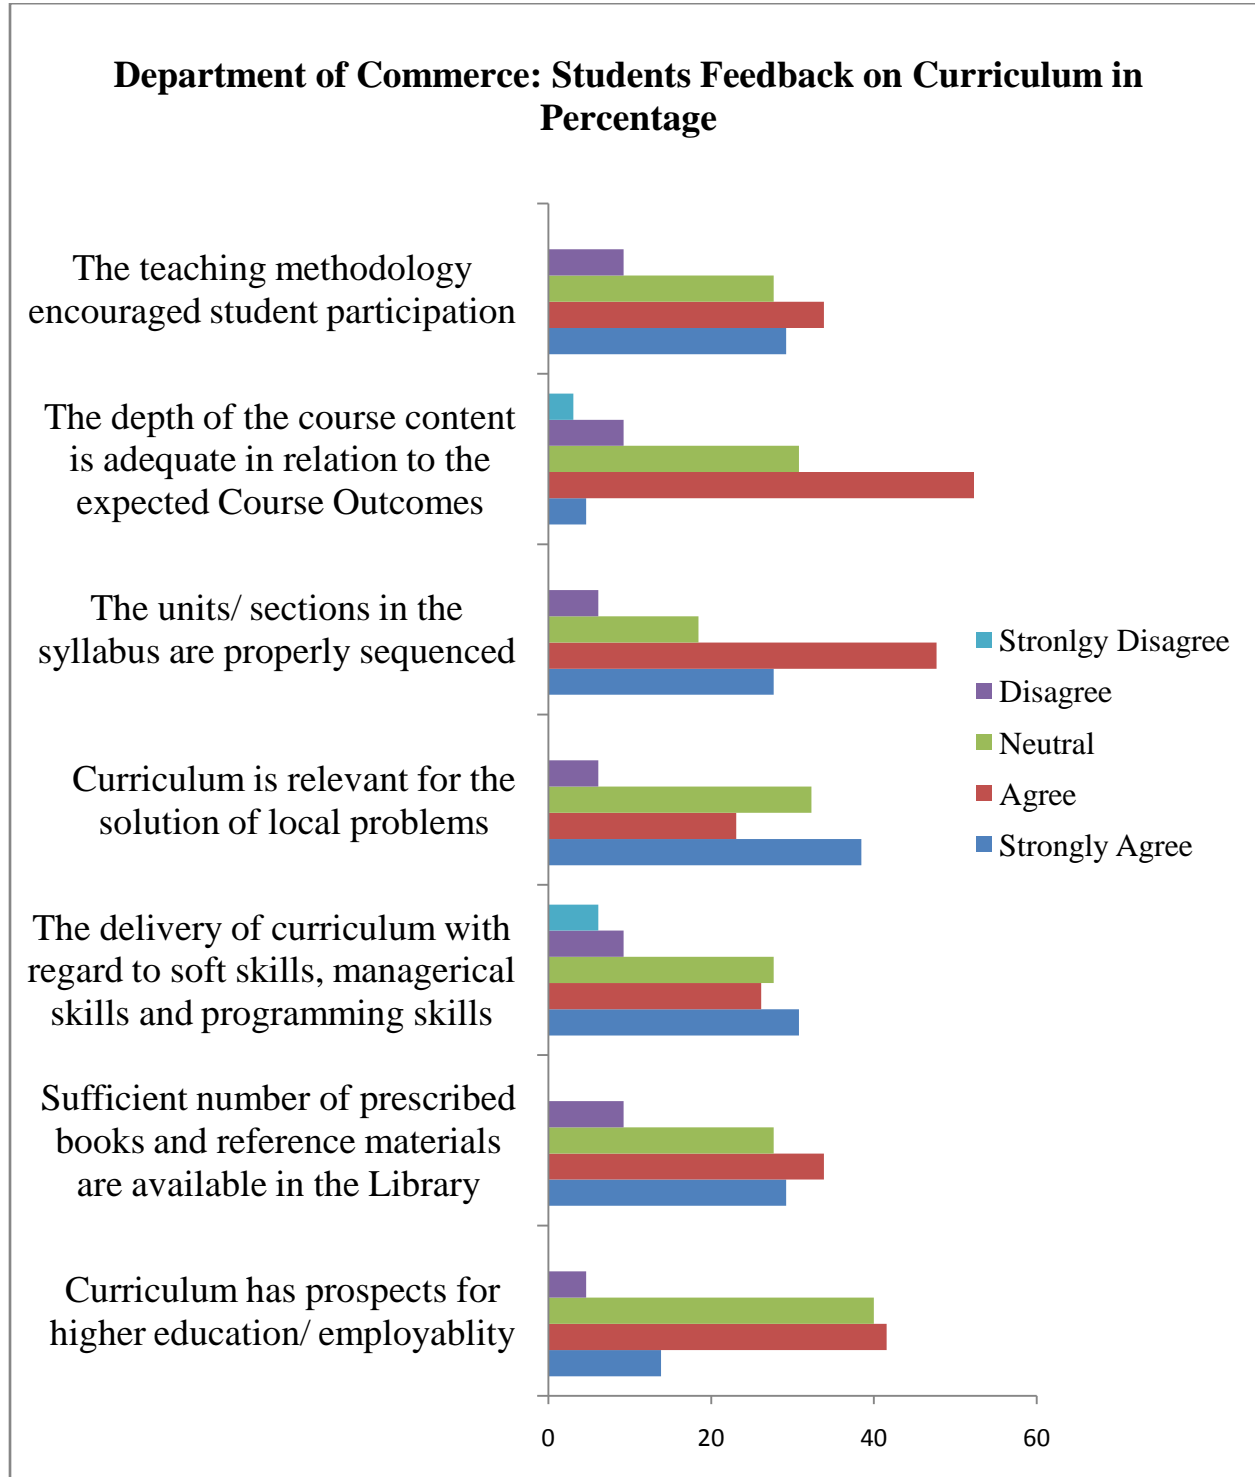 Department of Commerce: Students Feedback on Curriculum in
Percentage
The teaching methodology
encouraged student participation
The depth of the course content
is adequate in relation to the
expected Course Outcomes
The units/ sections in the
syllabus are properly sequenced
Curriculum is relevant for the
solution of local problems
The delivery of curriculum with
regard to soft skills, managerical
skills and programming skills
Sufficient number of prescribed
books and reference materials
are available in the Library
Curriculum has prospects for
higher education/ employablity
Stronlgy Disagree
Disagree
Neutral
Agree
Strongly Agree
0 20 40 60